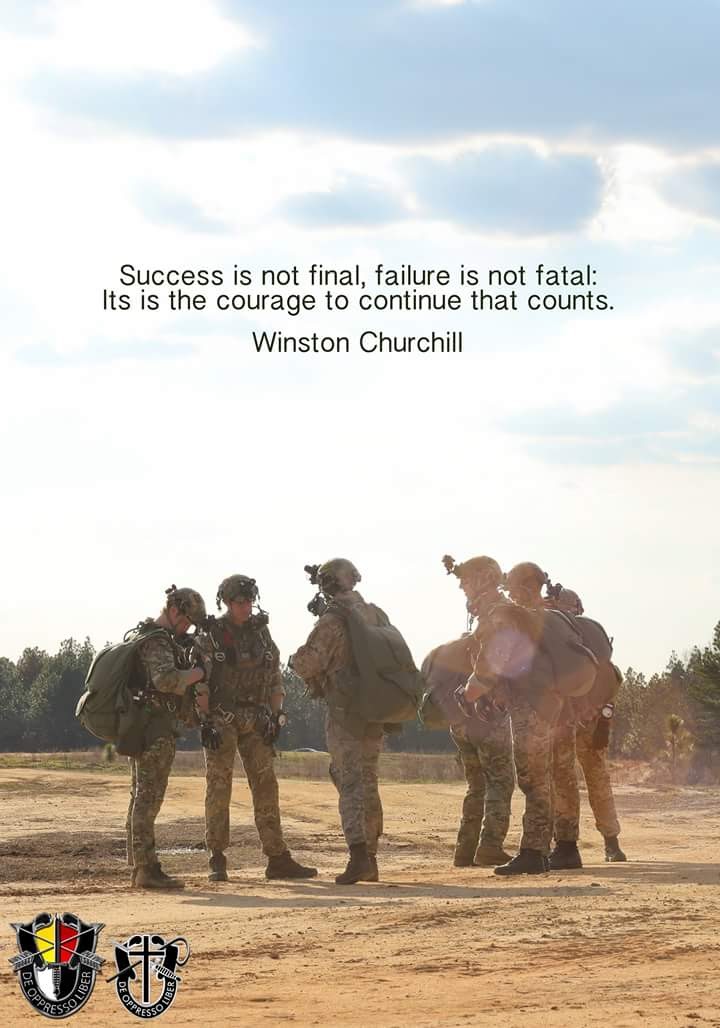 Success is not final, failure is not fatal:
Its is the courage to continue that counts.
Winston Churchill
DE OPPRESSO LIBER
DE OPPRESSO LIBER